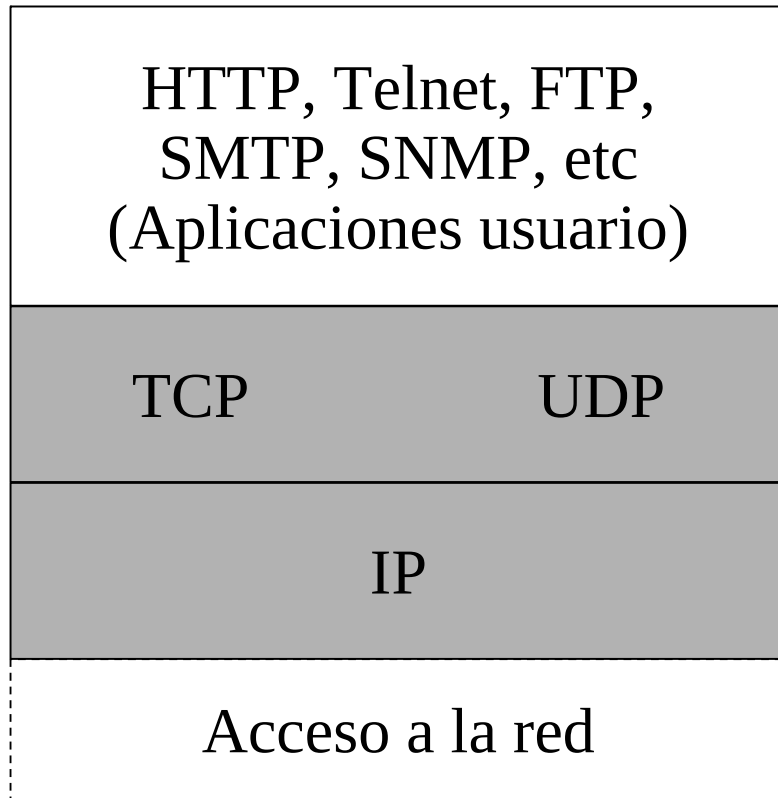 HTTP, Telnet, FTP,
SMTP, SNMP, etc
(Aplicaciones usuario)
TCP UDP
IP
Acceso a la red